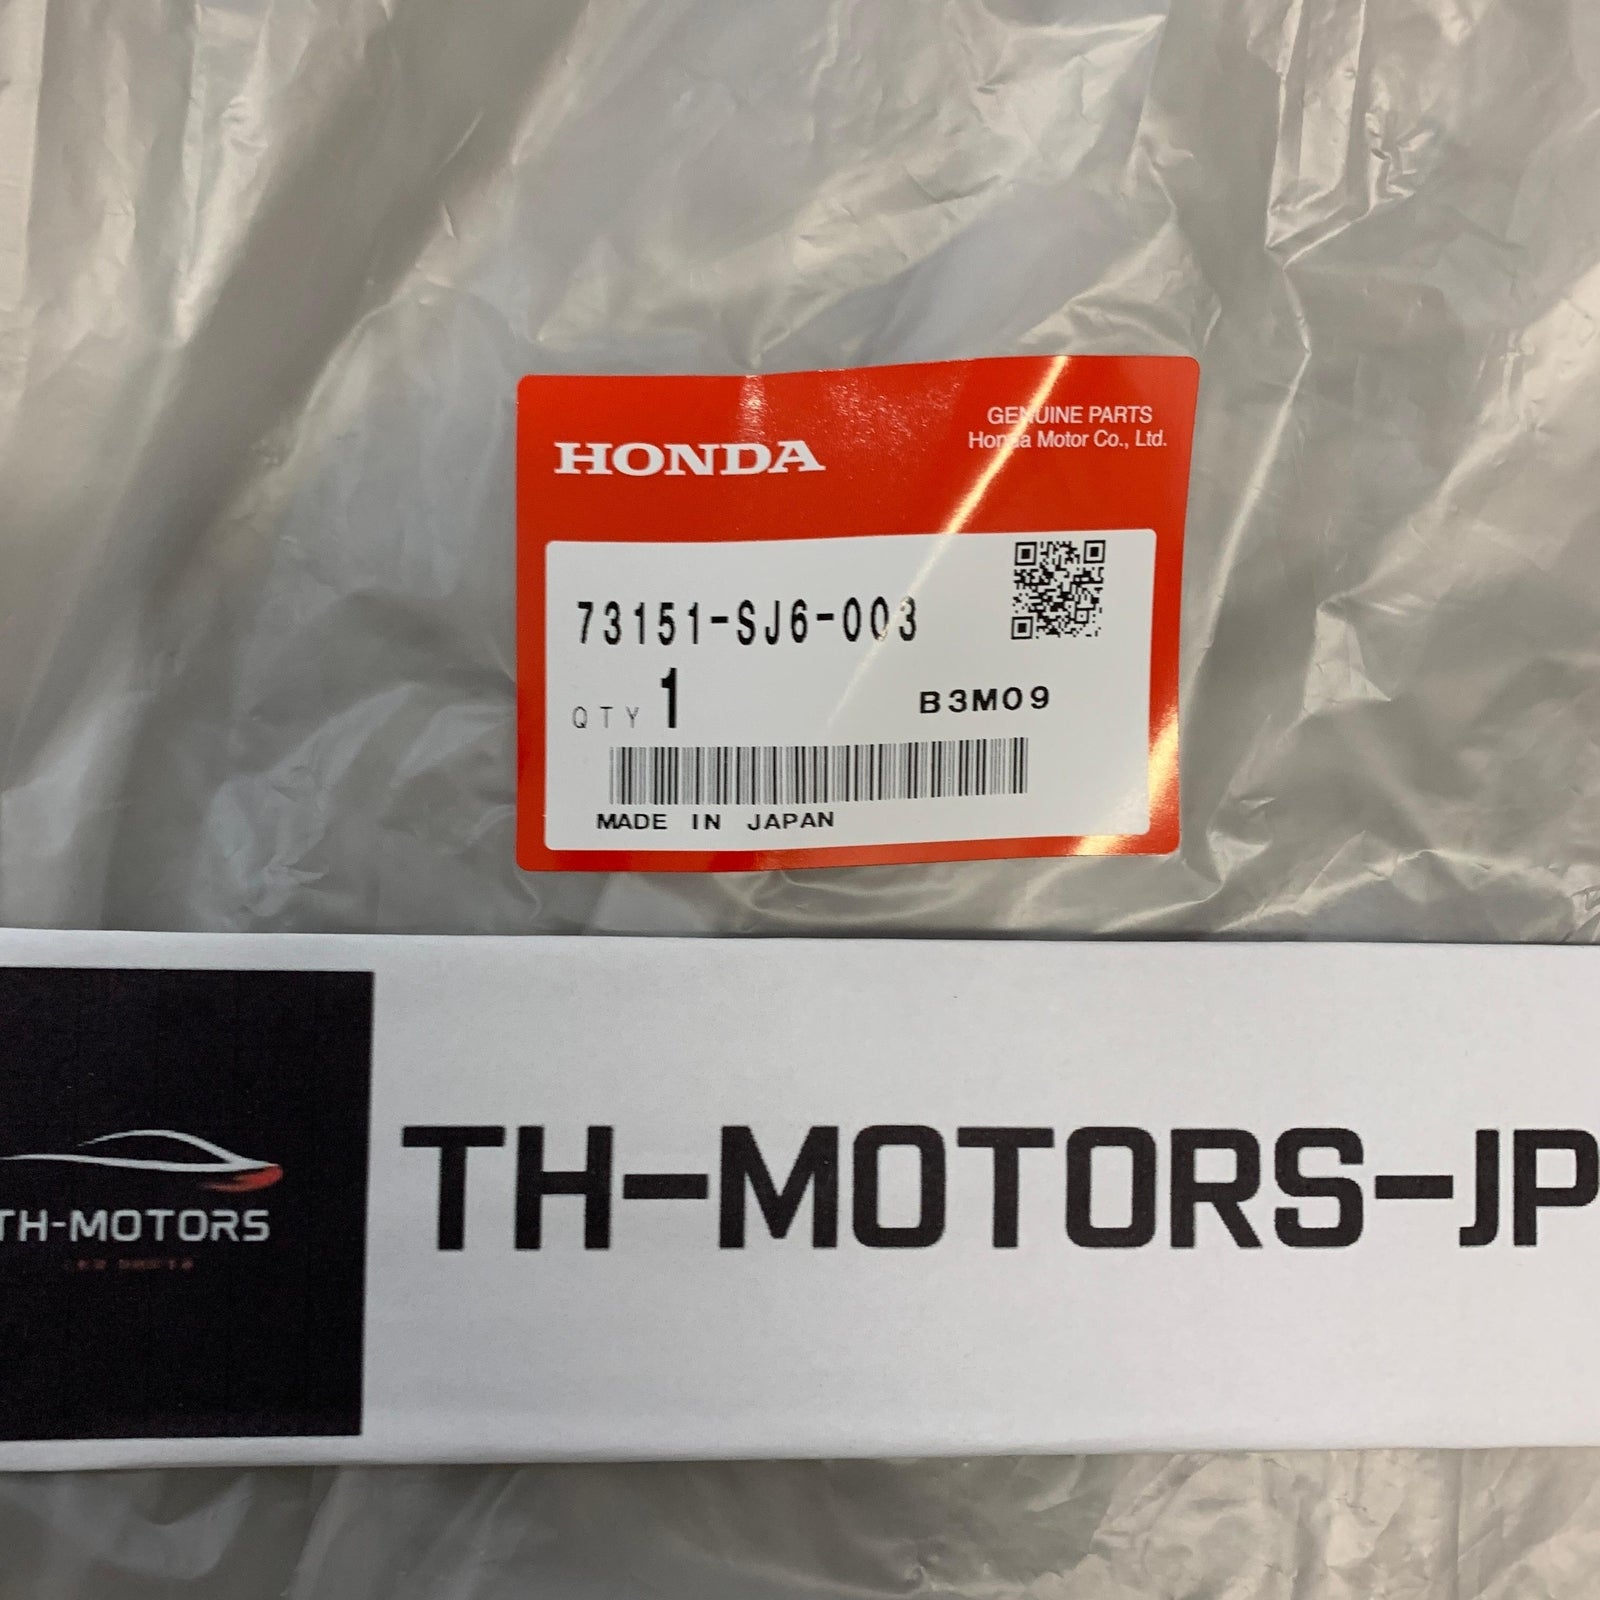 GENUINE PARTS
Honda Motor Co., Ltd.
HONDA
73151-SJ6-003
QTY 1
B3M09
MADE IN JAPAN
TH-MOTORS-JP
TH-MOTORS